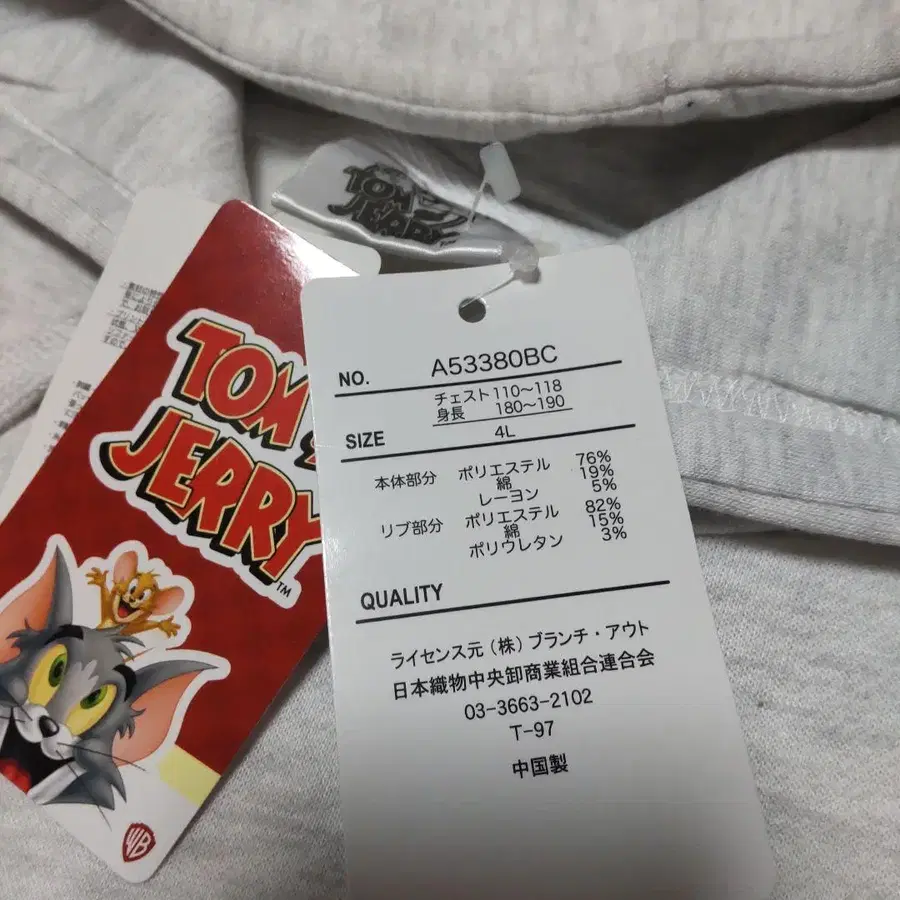 TOM &
JERRY
TOM &
JERRY™
WB
NO. A53380BC
チェスト 110～118
身長 180～190
SIZE 4L
本体部分 ポリエステル 76%
綿 19%
レーヨン 5%
リブ部分 ポリエステル 82%
綿 15%
ポリウレタン 3%
QUALITY
ライセンス元 (株) ブランチ・アウト
日本織物中央卸商業組合連合会
03-3663-2102
T-97
中国製